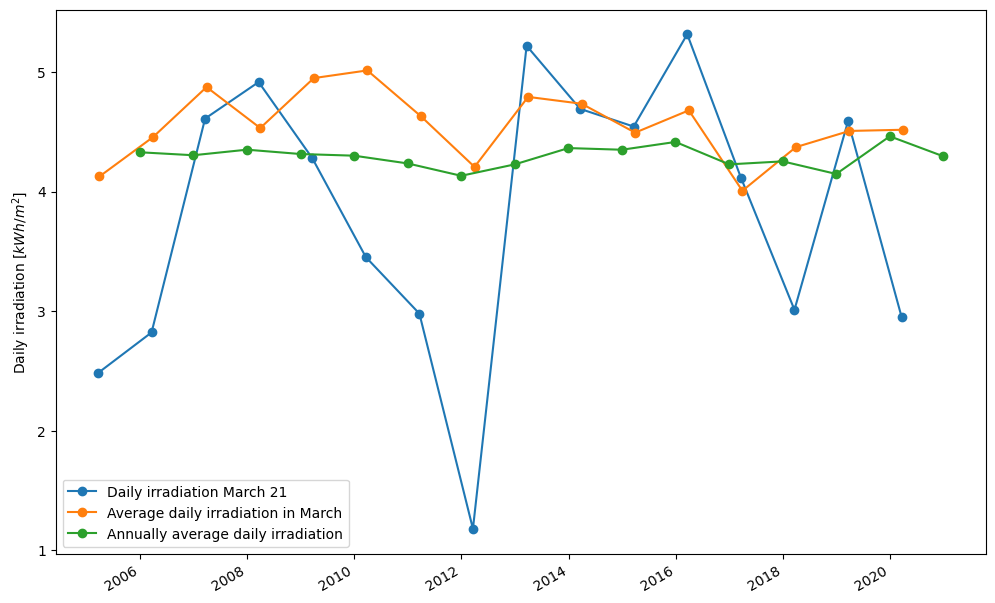 5
4
3
2
1
Daily irradiation [kWh/m²]
Daily irradiation March 21
Average daily irradiation in March
Annually average daily irradiation
2006 2008 2010 2012 2014 2016 2018 2020